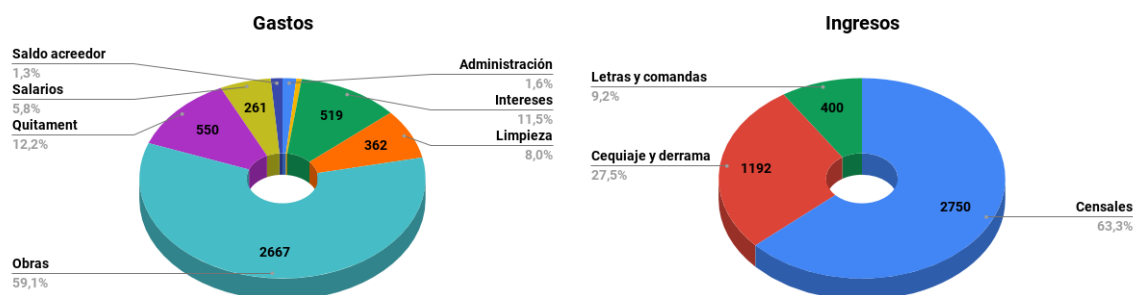 Gastos
Saldo acreedor
1,3%
Salarios
5,8%
Quitament
12,2%
Obras
59,1%
Administración
1,6%
Intereses
11,5%
Limpieza
8,0%
261
519
550
362
2667
Ingresos
Letras y comandas
9,2%
Cequiaje y derrama
27,5%
Censales
63,3%
400
1192
2750